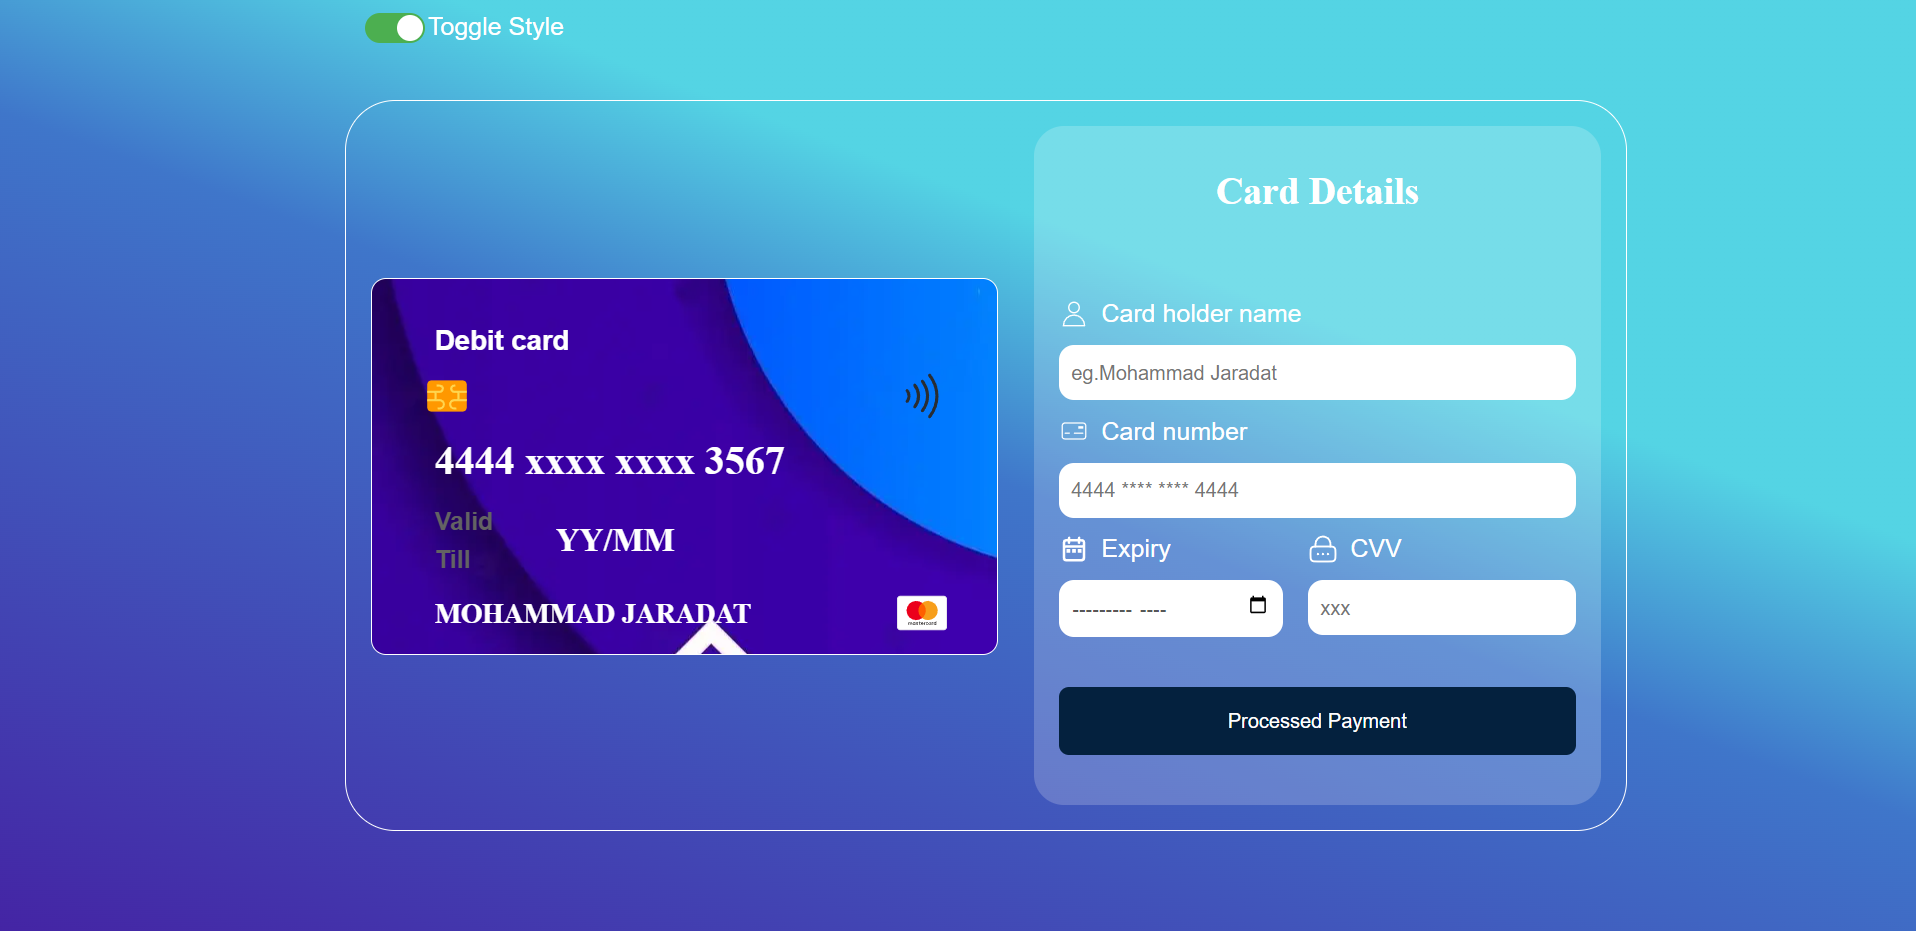 Toggle Style
Debit card
4444 xxxx xxxx 3567
Valid
Till
YY/MM
MOHAMMAD JARADAT
mastercard
Card Details
Card holder name
eg.Mohammad Jaradat
Card number
4444 **** **** 4444
Expiry
CVV
--------- ----
xxx
Processed Payment